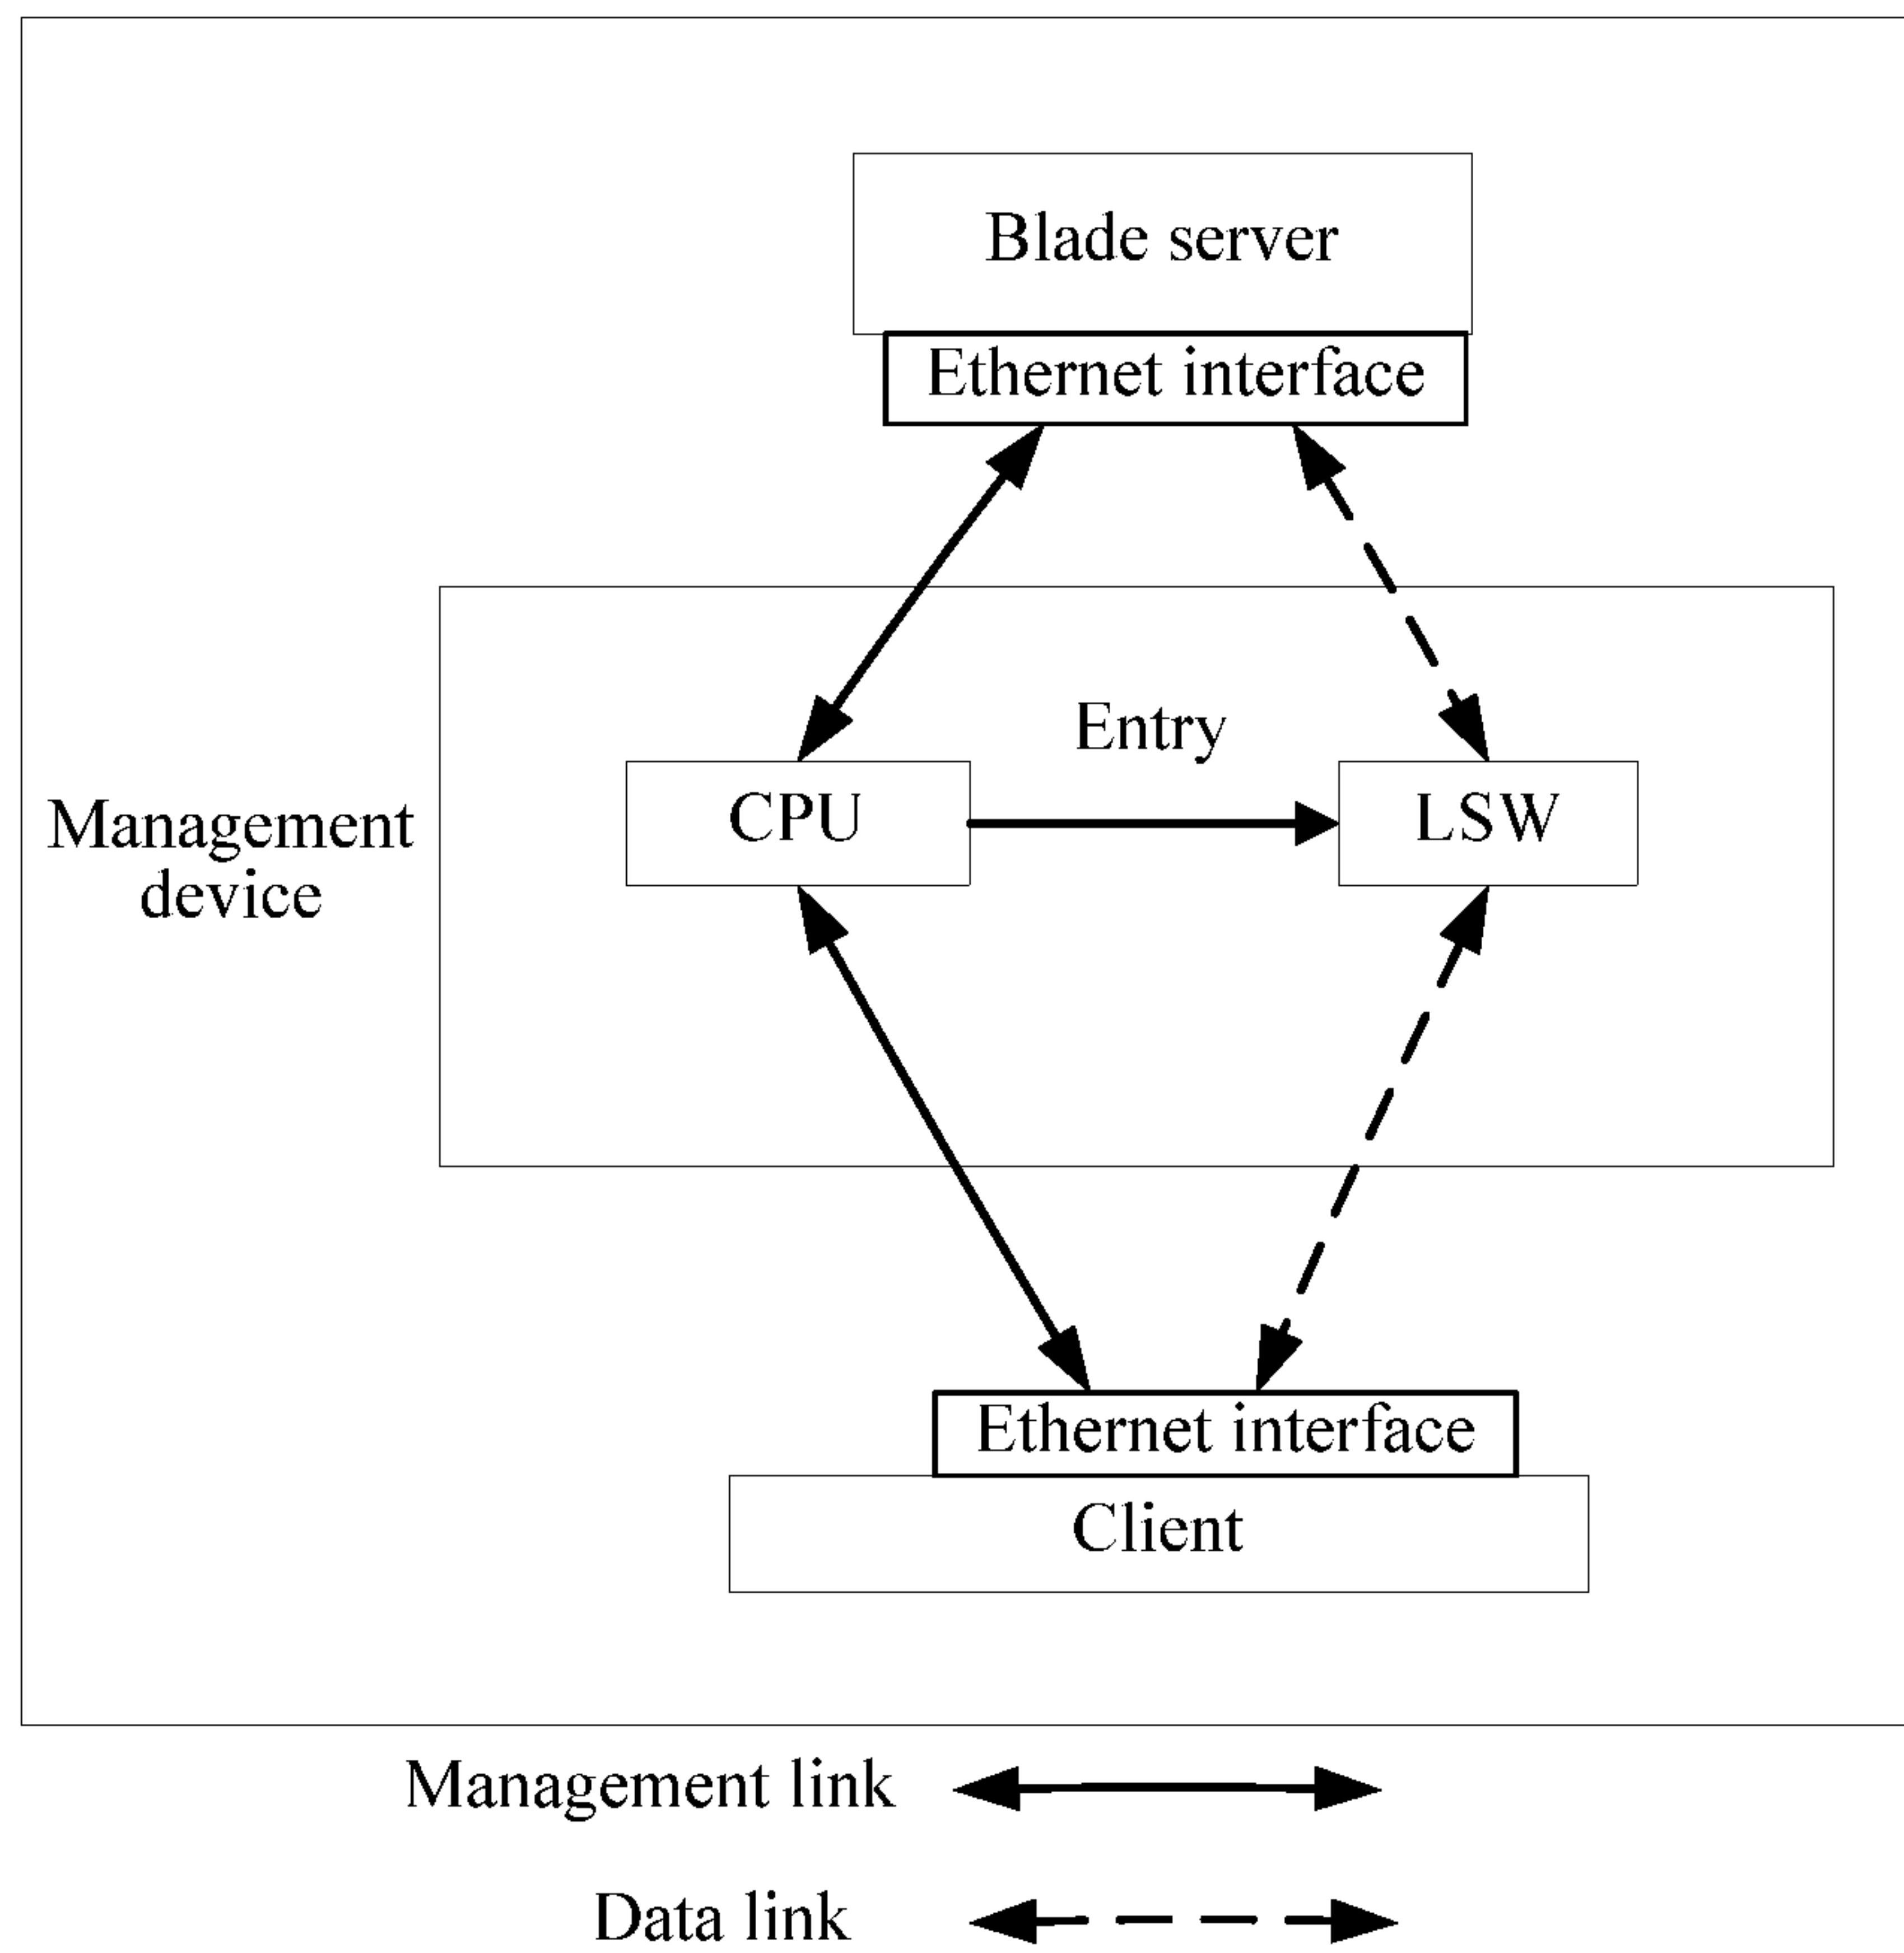 Blade server
Ethernet interface
Entry
CPU
LSW
Management
device
Ethernet interface
Client
Management link
Data link